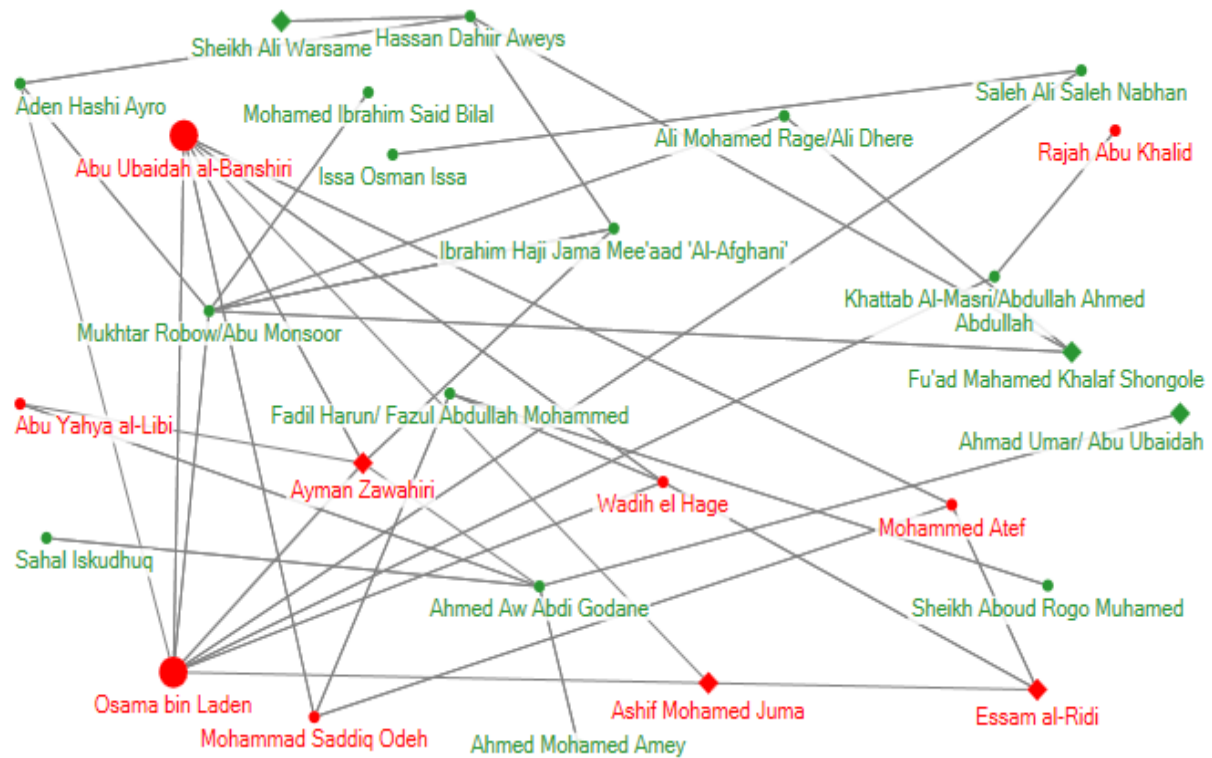 Sheikh Ali Warsame
Hassan Dahiir Aweys
Aden Hashi Ayro
Mohamed Ibrahim Said Bilal
Saleh Ali Saleh Nabhan
Ali Mohamed Rage/Ali Dhere
Rajah Abu Khalid
Abu Ubaidah al-Banshiri
Issa Osman Issa
Ibrahim Haji Jama Mee'aad 'Al-Afghani'
Khattab Al-Masri/Abdullah Ahmed
Abdullah
Mukhtar Robow/Abu Monsoor
Fu'ad Mahamed Khalaf Shongole
Fadil Harun/ Fazul Abdullah Mohammed
Abu Yahya al-Libi
Ahmad Umar/ Abu Ubaidah
Ayman Zawahiri
Wadih el Hage
Mohammed Atef
Sahal Iskudhuq
Ahmed Aw Abdi Godane
Sheikh Aboud Rogo Muhamed
Osama bin Laden
Ashif Mohamed Juma
Essam al-Ridi
Mohammad Saddiq Odeh
Ahmed Mohamed Amey